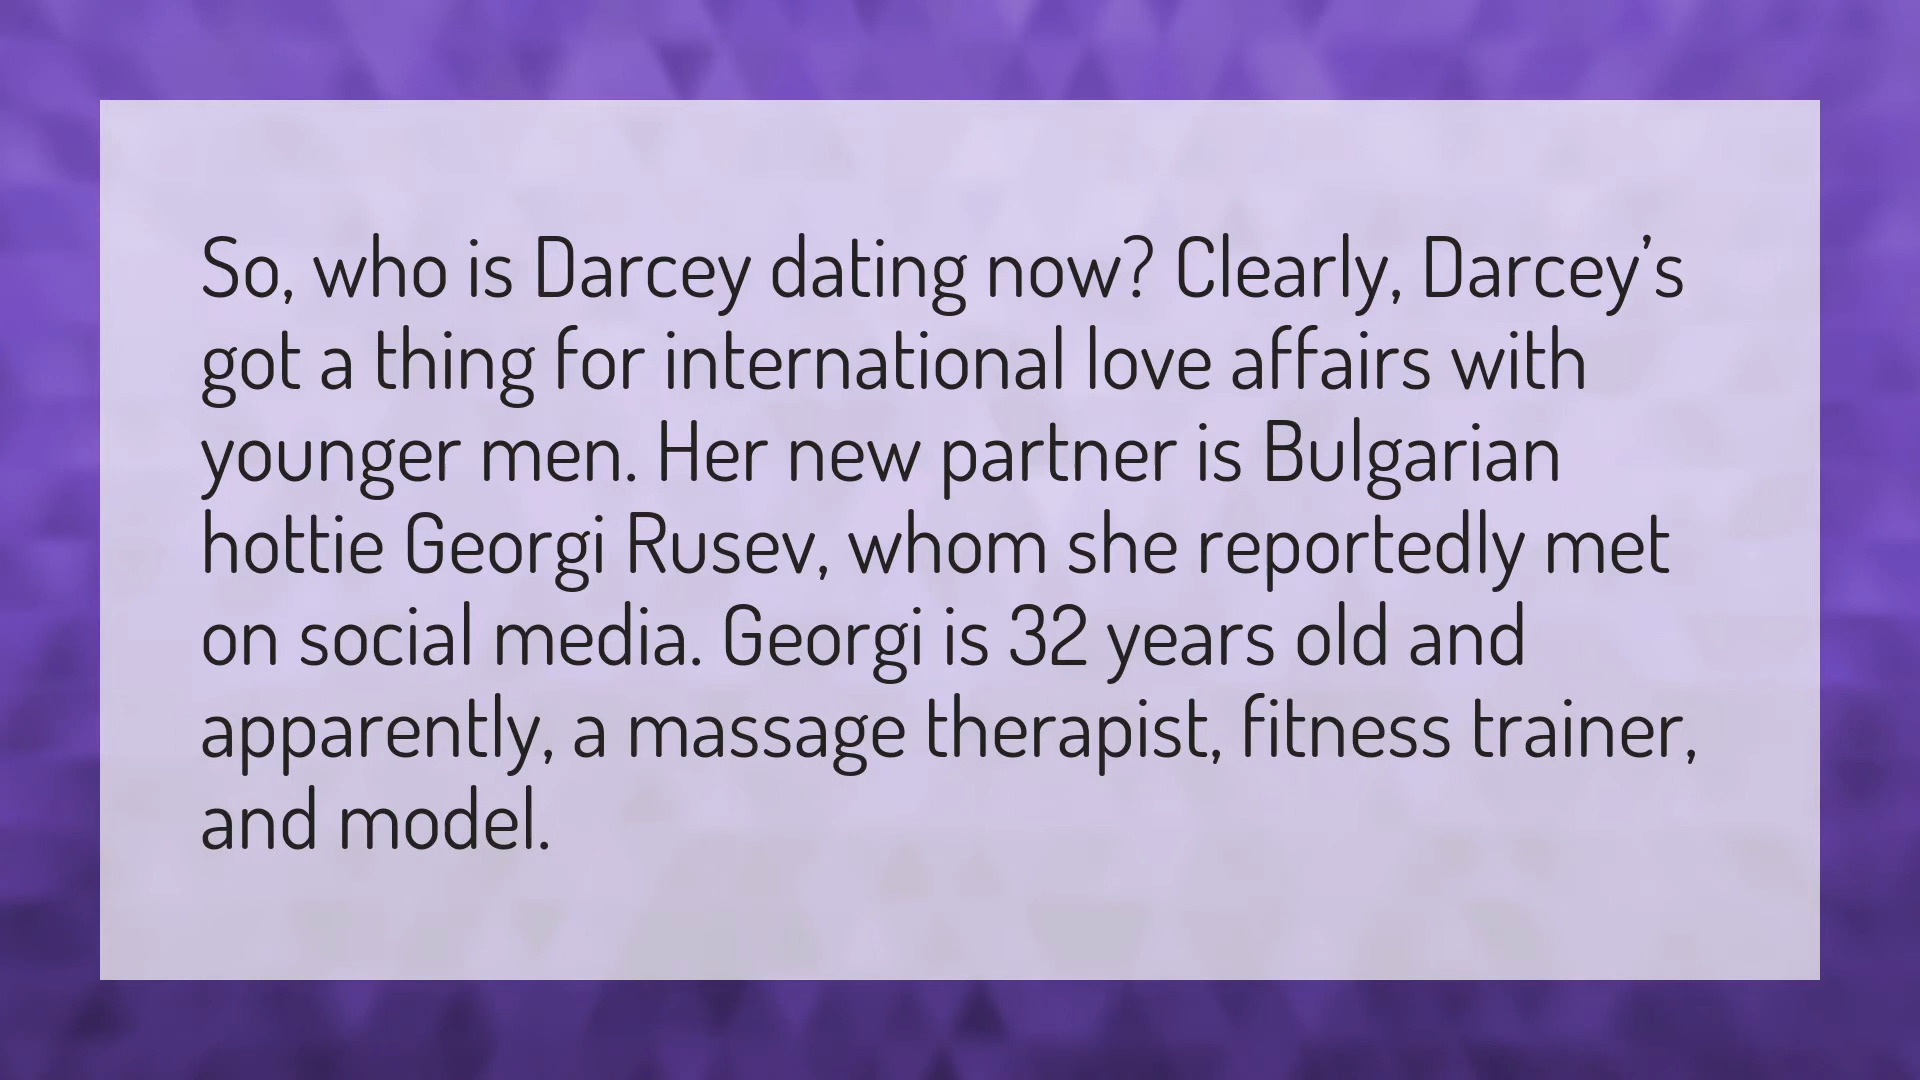 So, who is Darcey dating now? Clearly, Darcey’s
got a thing for international love affairs with
younger men. Her new partner is Bulgarian
hottie Georgi Rusev, whom she reportedly met
on social media. Georgi is 32 years old and
apparently, a massage therapist, fitness trainer,
and model.